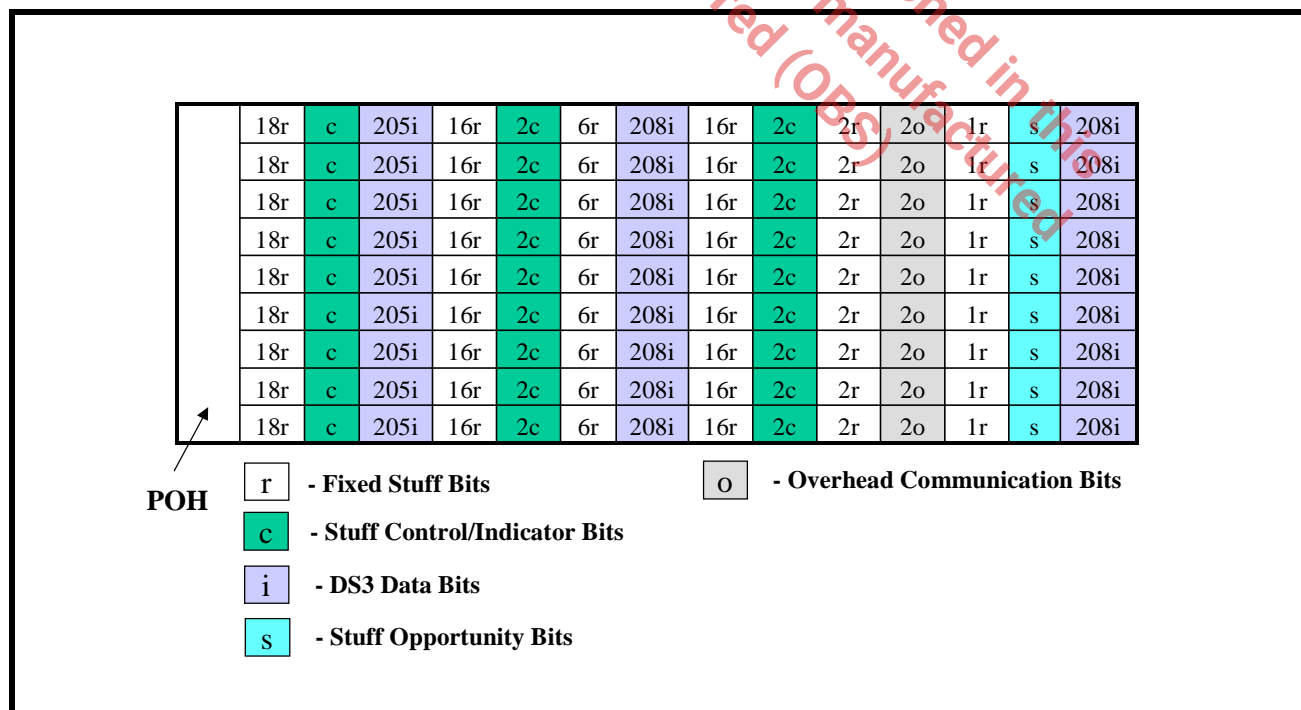 ned in this
manufactured
red (OBS)
18r c 205i 16r 2c 6r 208i 16r 2c 2r 2o 1r s 208i
18r c 205i 16r 2c 6r 208i 16r 2c 2r 2o 1r s 208i
18r c 205i 16r 2c 6r 208i 16r 2c 2r 2o 1r s 208i
18r c 205i 16r 2c 6r 208i 16r 2c 2r 2o 1r s 208i
18r c 205i 16r 2c 6r 208i 16r 2c 2r 2o 1r s 208i
18r c 205i 16r 2c 6r 208i 16r 2c 2r 2o 1r s 208i
18r c 205i 16r 2c 6r 208i 16r 2c 2r 2o 1r s 208i
18r c 205i 16r 2c 6r 208i 16r 2c 2r 2o 1r s 208i
18r c 205i 16r 2c 6r 208i 16r 2c 2r 2o 1r s 208i
POH
r - Fixed Stuff Bits
o - Overhead Communication Bits
c - Stuff Control/Indicator Bits
i - DS3 Data Bits
s - Stuff Opportunity Bits